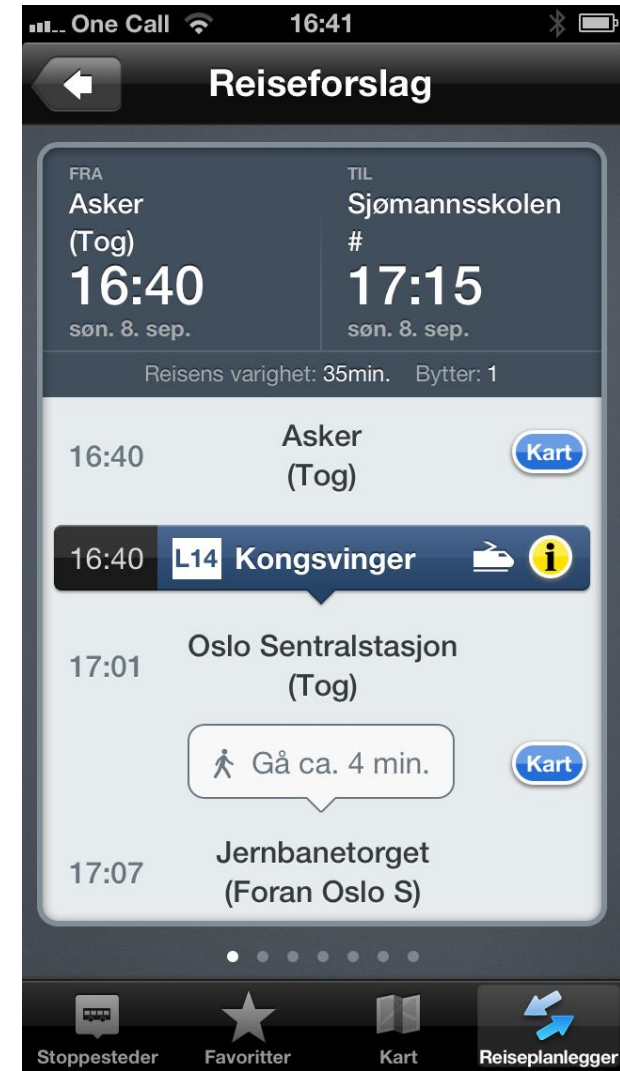 One Call 16:41
Reiseforslag
FRA
Asker
(Tog)
16:40
søn. 8. sep.
TIL
Sjømannsskolen
#
17:15
søn. 8. sep.
Reisens varighet: 35min. Bytter: 1
16:40 Asker
(Tog)
Kart
16:40 L14 Kongsvinger i
17:01 Oslo Sentralstasjon
(Tog)
Gå ca. 4 min. Kart
17:07 Jernbanetorget
(Foran Oslo S)
Stoppesteder Favoritter Kart Reiseplanlegger